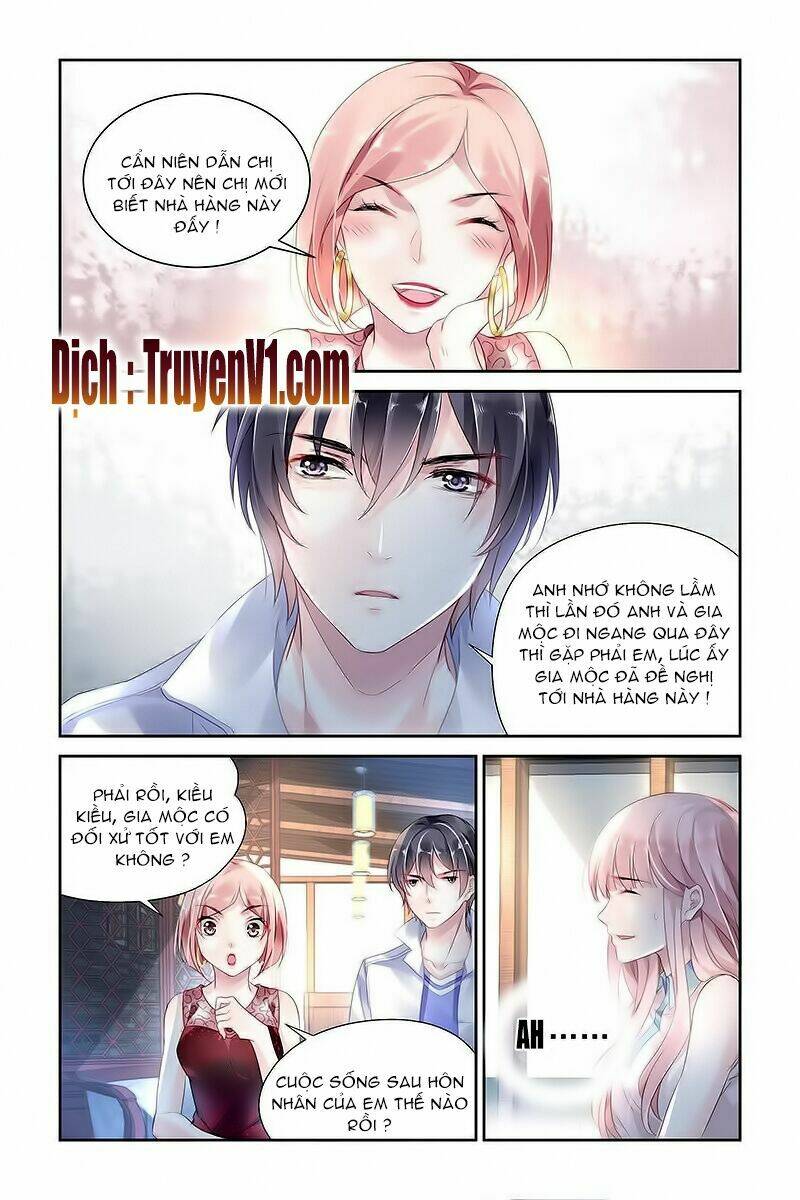 CẨN NIÊN DẪN CHỊ
TỚI ĐÂY NÊN CHỊ MỚI
BIẾT NHÀ HÀNG NÀY
ĐẤY !
Dịch : TruyenV1.com
ANH NHỚ KHÔNG LẦM
THÌ LẦN ĐÓ ANH VÀ GIA
MỘC ĐI NGANG QUA ĐÂY
THÌ GẶP PHẢI EM, LÚC ẤY
GIA MỘC ĐÃ ĐỀ NGHỊ
TỚI NHÀ HÀNG NÀY !
PHẢI RỒI, KIỀU
KIỀU, GIA MỘC CÓ
ĐỐI XỬ TỐT VỚI EM
KHÔNG ?
CUỘC SỐNG SAU HÔN
NHÂN CỦA EM THẾ NÀO
RỒI ?
AH ......